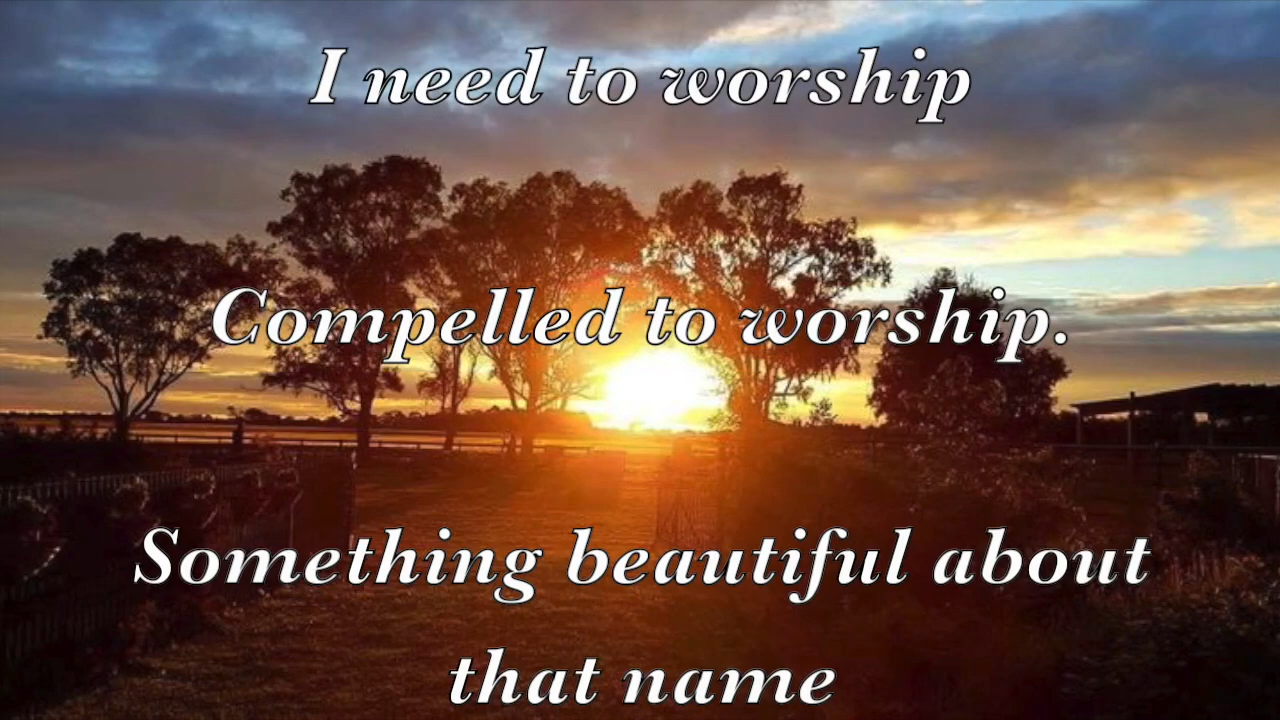 I need to worship
Compelled to worship.
Something beautiful about
that name